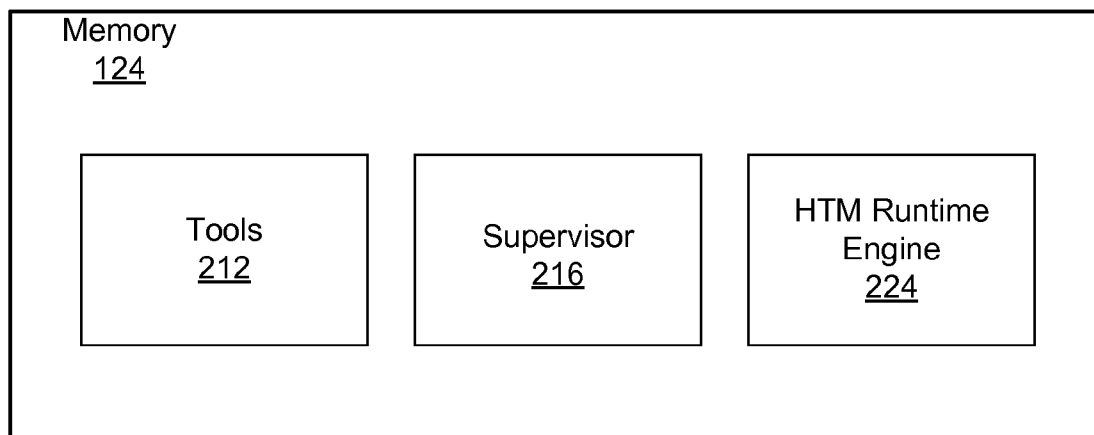 Memory
124
Tools
212
Supervisor
216
HTM Runtime
Engine
224